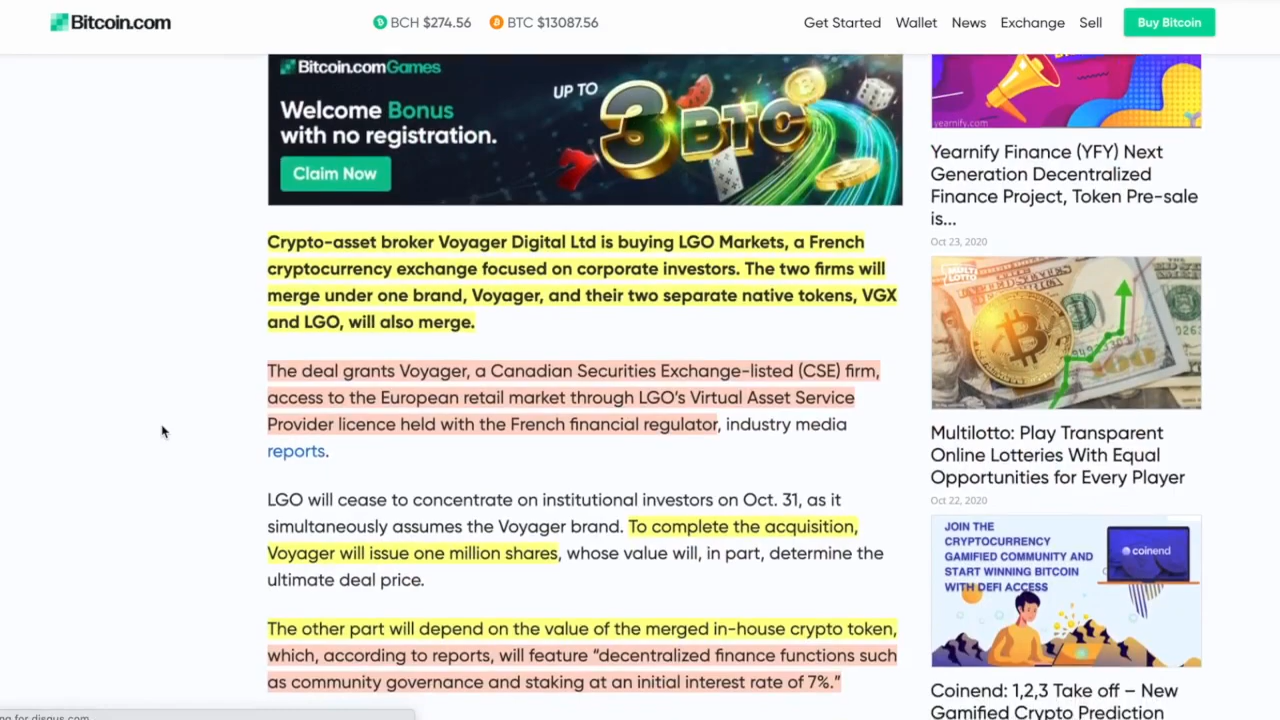 Bitcoin.com
BCH $274.56
BTC $13087.56
Get Started
Wallet
News
Exchange
Sell
Buy Bitcoin
Bitcoin.comGames
Welcome Bonus
with no registration.
Claim Now
UP TO
3 BTC
Crypto-asset broker Voyager Digital Ltd is buying LGO Markets, a French
cryptocurrency exchange focused on corporate investors. The two firms will
merge under one brand, Voyager, and their two separate native tokens, VGX
and LGO, will also merge.
The deal grants Voyager, a Canadian Securities Exchange-listed (CSE) firm,
access to the European retail market through LGO's Virtual Asset Service
Provider licence held with the French financial regulator, industry media
reports.
LGO will cease to concentrate on institutional investors on Oct. 31, as it
simultaneously assumes the Voyager brand. To complete the acquisition,
Voyager will issue one million shares, whose value will, in part, determine the
ultimate deal price.
The other part will depend on the value of the merged in-house crypto token,
which, according to reports, will feature “decentralized finance functions such
as community governance and staking at an initial interest rate of 7%.”
yearnify.com
Yearnify Finance (YFY) Next
Generation Decentralized
Finance Project, Token Pre-sale
is...
Oct 23, 2020
MULTI
LOTTO
Multilotto: Play Transparent
Online Lotteries With Equal
Opportunities for Every Player
Oct 22, 2020
JOIN THE
CRYPTOCURRENCY
GAMIFIED COMMUNITY AND
START WINNING BITCOIN
WITH DEFI ACCESS
coinend
Coinend: 1,2,3 Take off – New
Gamified Crypto Prediction